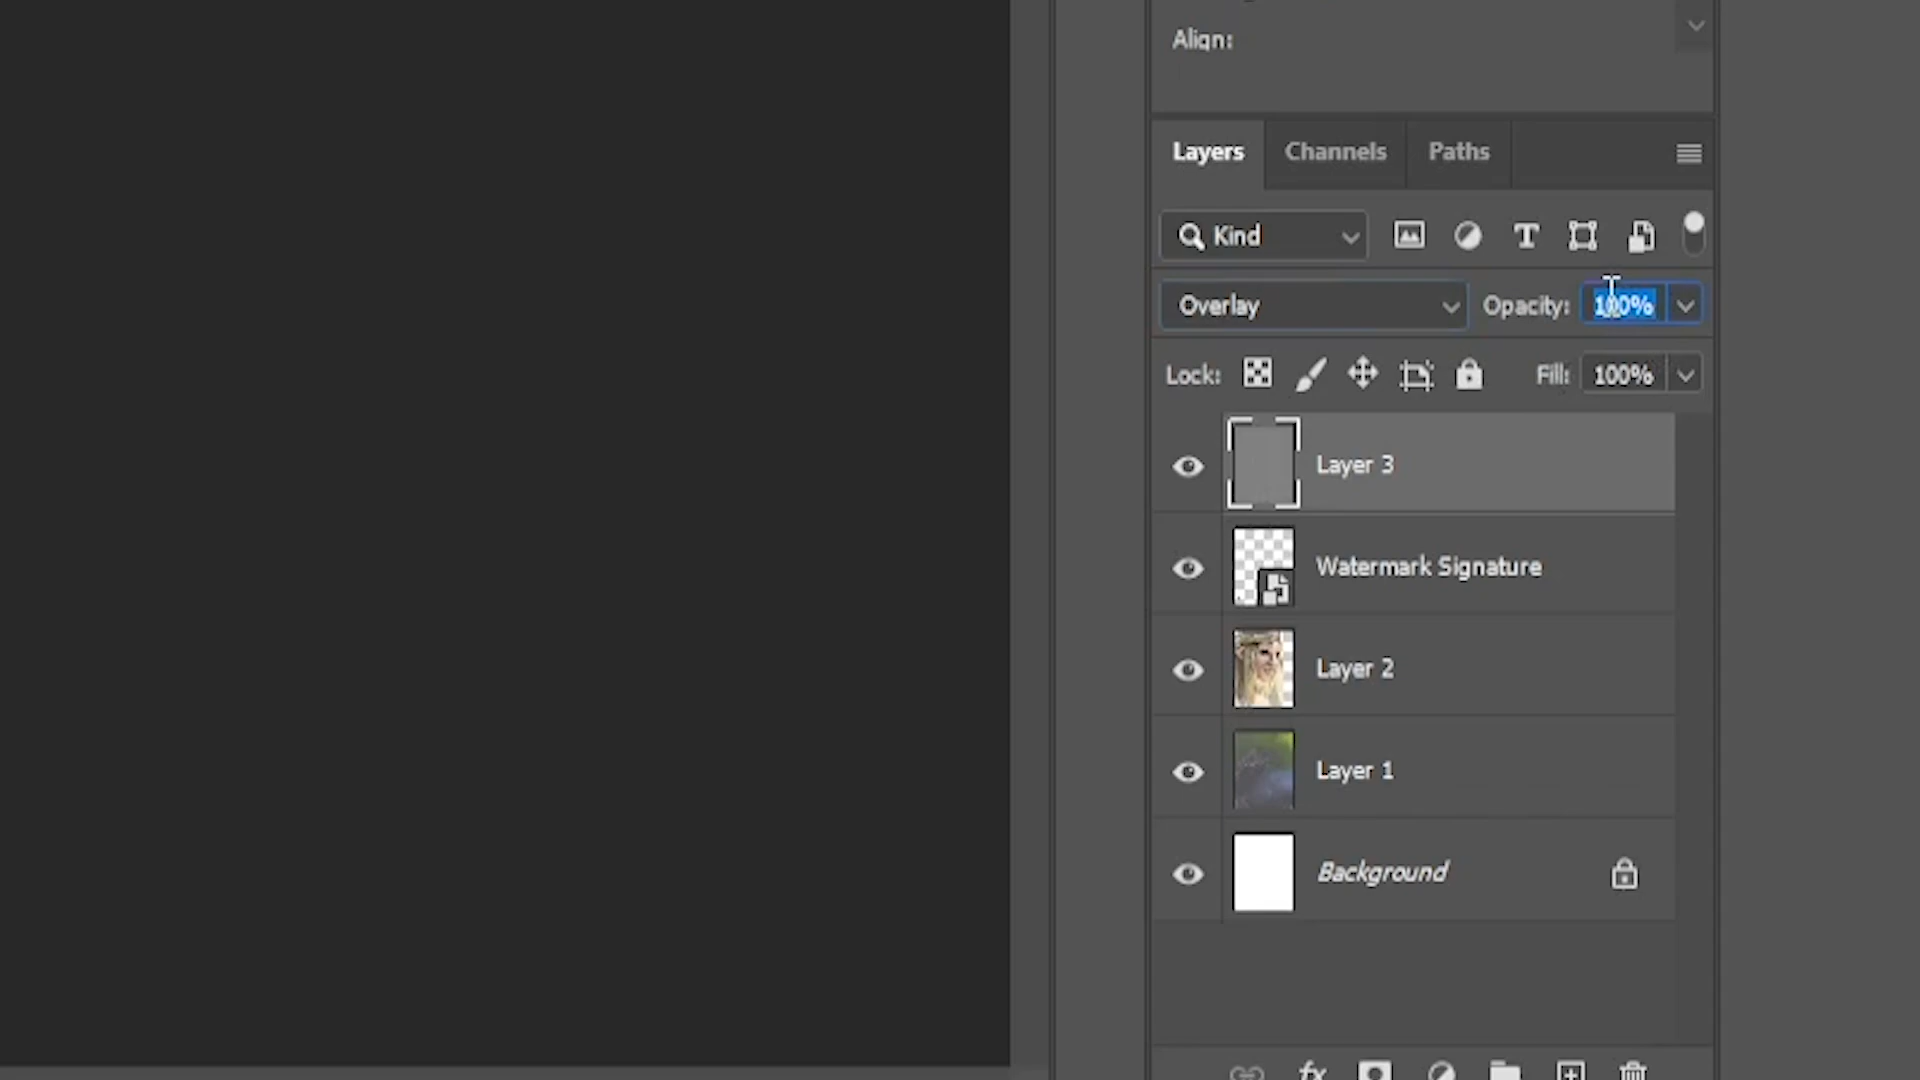 Align:
Layers Channels Paths
Kind
Overlay Opacity: 100%
Lock: Fill: 100%
Layer 3
Watermark Signature
Layer 2
Layer 1
Background
fx